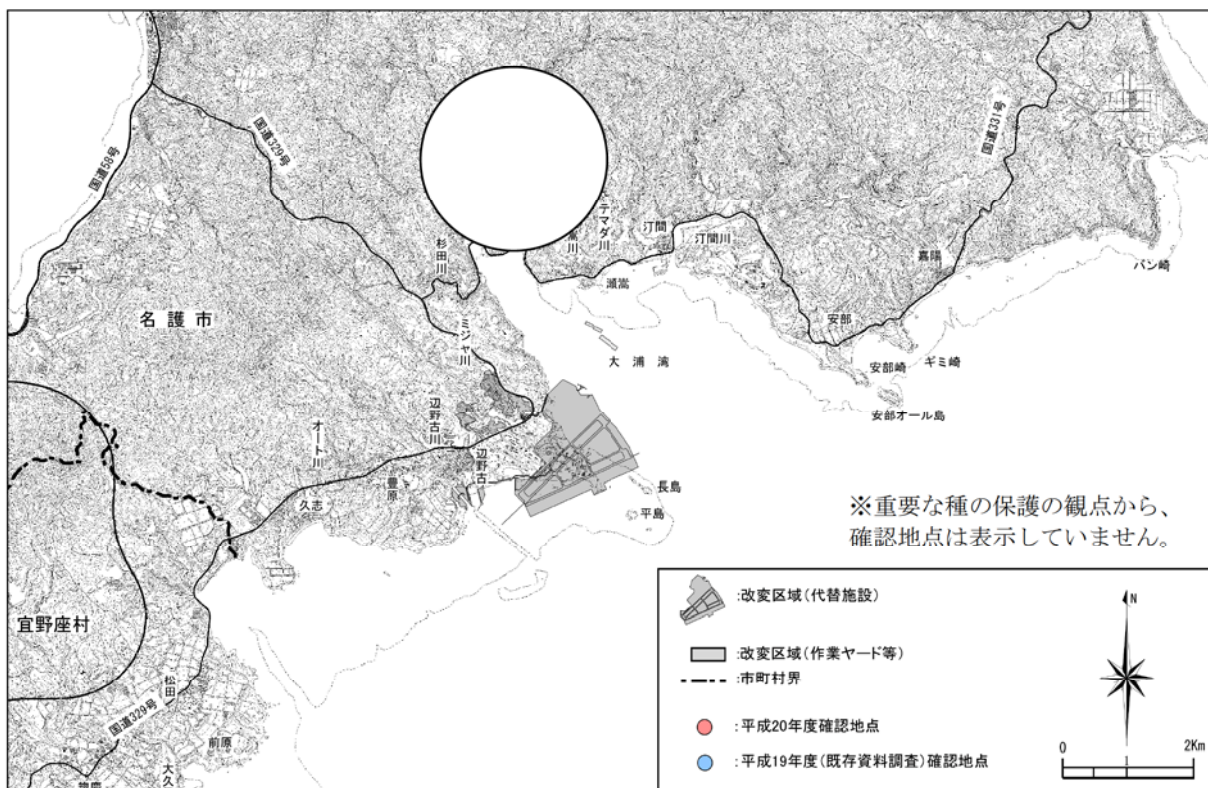 国道58号
国道329号
国道331号
テマダ川
川
汀間
汀間川
杉田川
瀬嵩
嘉陽
バン崎
名護市
ミジャ川
大浦湾
安部
安部崎
ギミ崎
安部オール島
辺野古川
オート川
辺野古
豊原
久志
長島
平島
※重要な種の保護の観点から、
確認地点は表示していません。
宜野座村
松田
国道329号
前原
大久
:改変区域(代替施設)
:改変区域(作業ヤード等)
:市町村界
:平成20年度確認地点
:平成19年度(既存資料調査)確認地点
N
0 1 2Km